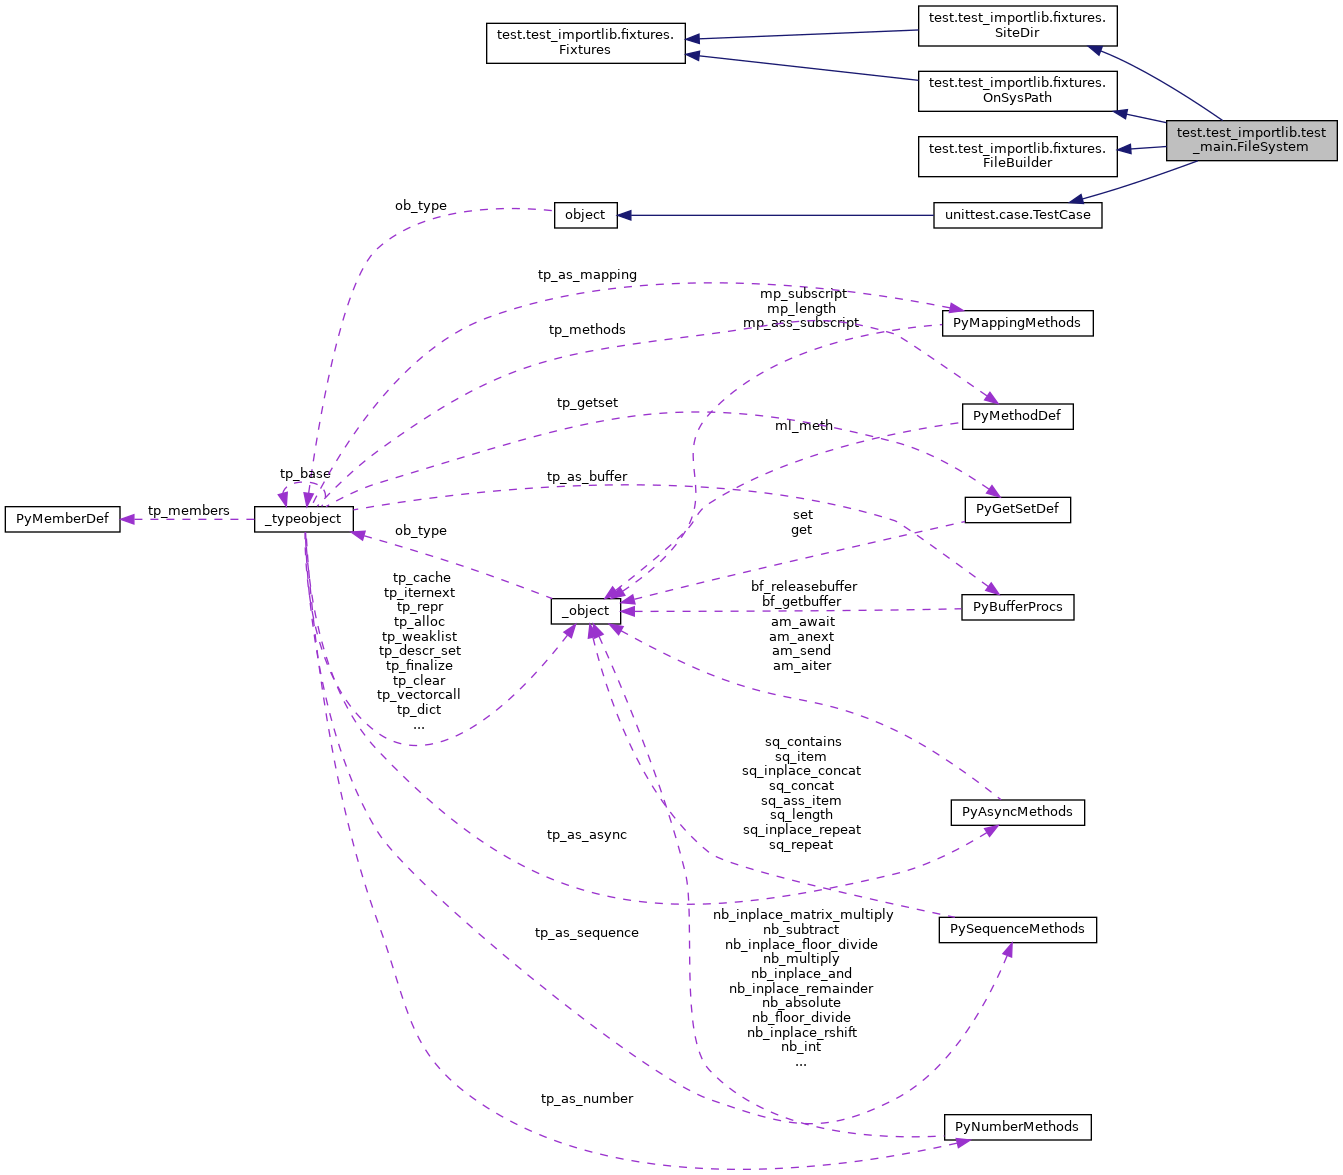 test.test_importlib.fixtures.
SiteDir
test.test_importlib.fixtures.
Fixtures
test.test_importlib.fixtures.
OnSysPath
test.test_importlib.test
_main.FileSystem
test.test_importlib.fixtures.
FileBuilder
ob_type
object
unittest.case.TestCase
tp_as_mapping
mp_subscript
mp_length
mp_ass_subscript
PyMappingMethods
tp_methods
tp_getset
PyMethodDef
ml_meth
tp_base
tp_as_buffer
PyMemberDef
tp_members
_typeobject
PyGetSetDef
set
get
ob_type
tp_cache
tp_iternext
tp_repr
tp_alloc
tp_weaklist
tp_descr_set
tp_finalize
tp_clear
tp_vectorcall
tp_dict
...
_object
bf_releasebuffer
bf_getbuffer
PyBufferProcs
am_await
am_anext
am_send
am_aiter
sq_contains
sq_item
sq_inplace_concat
sq_concat
sq_ass_item
sq_length
sq_inplace_repeat
sq_repeat
PyAsyncMethods
tp_as_async
nb_inplace_matrix_multiply
nb_subtract
nb_inplace_floor_divide
nb_multiply
nb_inplace_and
nb_inplace_remainder
nb_absolute
nb_floor_divide
nb_inplace_rshift
nb_int
...
PySequenceMethods
tp_as_sequence
tp_as_number
PyNumberMethods